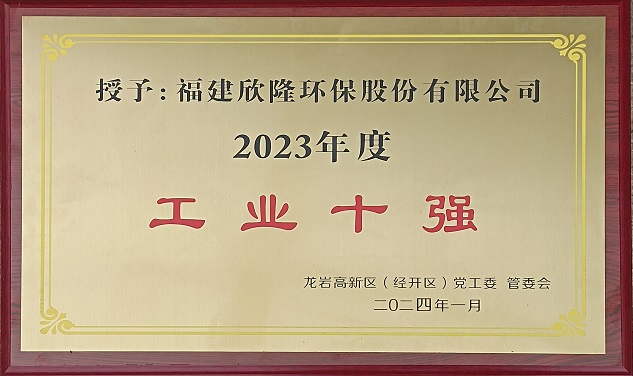 授予:福建欣隆环保股份有限公司
2023年度
工业十强
龙岩高新区（经开区）党工委 管委会
二〇二四年一月